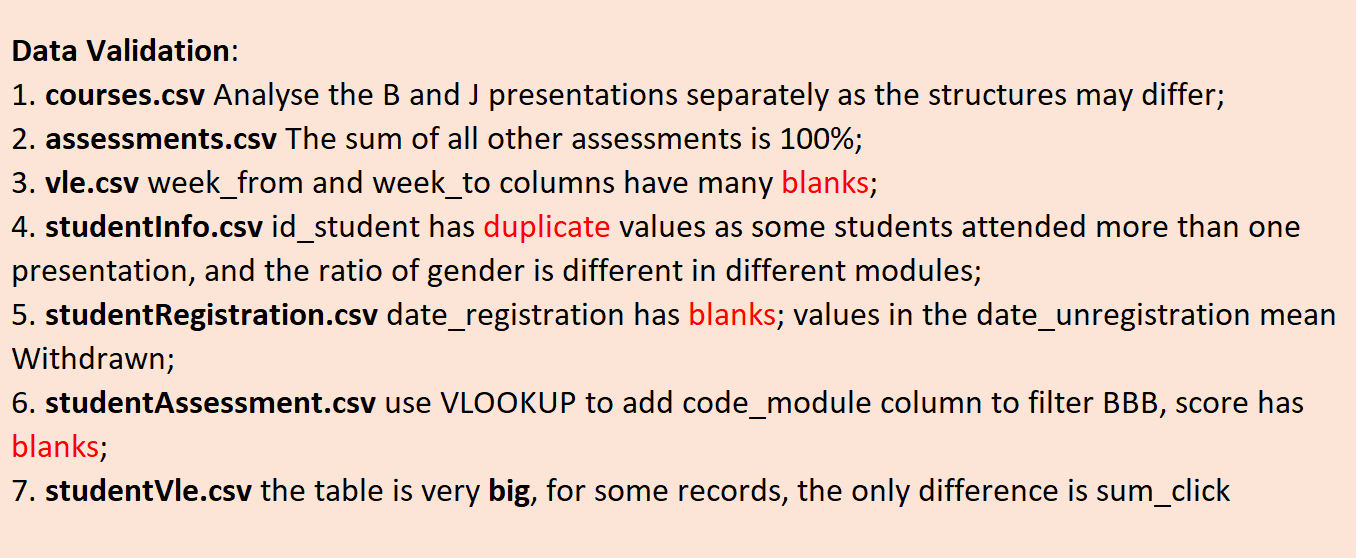 Data Validation:
1. courses.csv Analyse the B and J presentations separately as the structures may differ;
2. assessments.csv The sum of all other assessments is 100%;
3. vle.csv week_from and week_to columns have many blanks;
4. studentInfo.csv id_student has duplicate values as some students attended more than one
presentation, and the ratio of gender is different in different modules;
5. studentRegistration.csv date_registration has blanks; values in the date_unregistration mean
Withdrawn;
6. studentAssessment.csv use VLOOKUP to add code_module column to filter BBB, score has
blanks;
7. studentVle.csv the table is very big, for some records, the only difference is sum_click